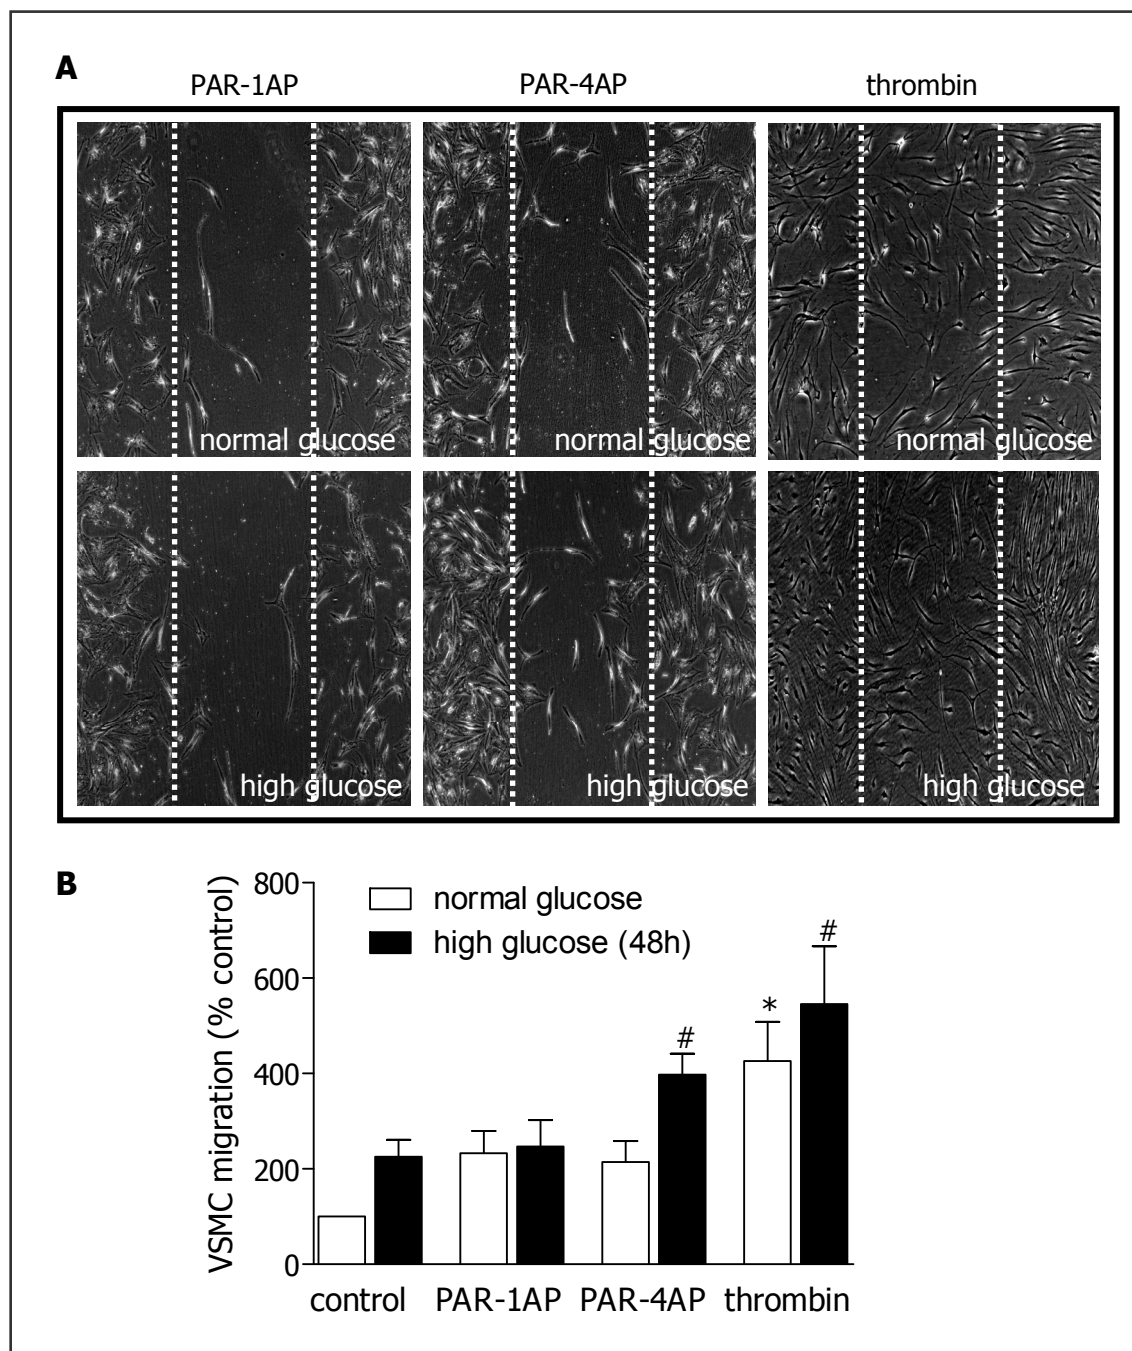 A
PAR-1AP PAR-4AP thrombin
normal glucose normal glucose normal glucose
high glucose high glucose high glucose
B
VSMC migration (% control)
800
600
400
200
0
normal glucose
high glucose (48h)
#
*
#
control PAR-1AP PAR-4AP thrombin